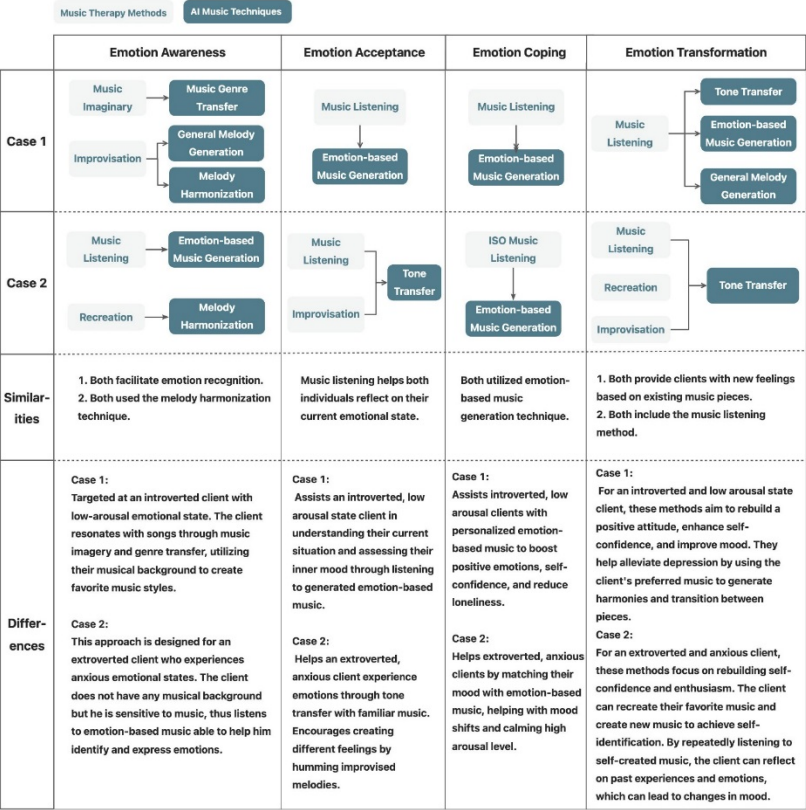 Music Therapy Methods
AI Music Techniques
Emotion Awareness
Emotion Acceptance
Emotion Coping
Emotion Transformation
Case 1
Music
Imaginary
Music Genre
Transfer
Improvisation
General Melody
Generation
Melody
Harmonization
Music Listening
Emotion-based
Music Generation
Music Listening
Emotion-based
Music Generation
Music
Listening
Tone Transfer
Emotion-based
Music Generation
General Melody
Generation
Case 2
Music
Listening
Emotion-based
Music Generation
Recreation
Melody
Harmonization
Music
Listening
Improvisation
Tone
Transfer
ISO Music
Listening
Emotion-based
Music Generation
Music
Listening
Recreation
Improvisation
Tone Transfer
Similar-
ities
1. Both facilitate emotion recognition.
2. Both used the melody harmonization
technique.
Music listening helps both
individuals reflect on their
current emotional state.
Both utilized emotion-
based music
generation technique.
1. Both provide clients with new feelings
based on existing music pieces.
2. Both include the music listening
method.
Differ-
ences
Case 1:
Targeted at an introverted client with
low-arousal emotional state. The client
resonates with songs through music
imagery and genre transfer, utilizing
their musical background to create
favorite music styles.
Case 2:
This approach is designed for an
extroverted client who experiences
anxious emotional states. The client
does not have any musical background
but he is sensitive to music, thus listens
to emotion-based music able to help him
identify and express emotions.
Case 1:
Assists an introverted, low
arousal state client in
understanding their current
situation and assessing their
inner mood through listening
to generated emotion-based
music.
Case 2:
Helps an extroverted,
anxious client experience
emotions through tone
transfer with familiar music.
Encourages creating
different feelings by
humming improvised
melodies.
Case 1:
Assists introverted, low
arousal clients with
personalized emotion-
based music to boost
positive emotions, self-
confidence, and reduce
loneliness.
Case 2:
Helps extroverted, anxious
clients by matching their
mood with emotion-based
music, helping with mood
shifts and calming high
arousal level.
Case 1:
For an introverted and low arousal state
client, these methods aim to rebuild a
positive attitude, enhance self-
confidence, and improve mood. They
help alleviate depression by using the
client's preferred music to generate
harmonies and transition between
pieces.
Case 2:
For an extroverted and anxious client,
these methods focus on rebuilding self-
confidence and enthusiasm. The client
can recreate their favorite music and
create new music to achieve self-
identification. By repeatedly listening to
self-created music, the client can reflect
on past experiences and emotions,
which can lead to changes in mood.